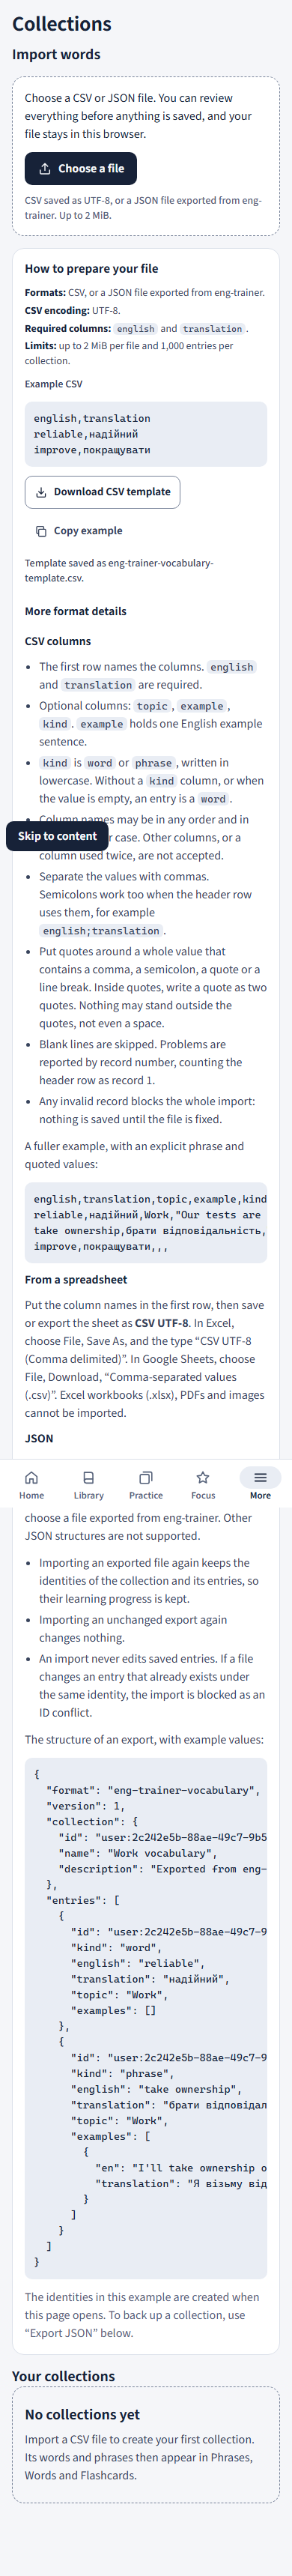 Collections
Import words
Choose a CSV or JSON file. You can review
everything before anything is saved, and your
file stays in this browser.
Choose a file
CSV saved as UTF-8, or a JSON file exported from eng-
trainer. Up to 2 MiB.
How to prepare your file
Formats: CSV, or a JSON file exported from eng-trainer.
CSV encoding: UTF-8.
Required columns: english and translation.
Limits: up to 2 MiB per file and 1,000 entries per
collection.
Example CSV
english,translation
reliable,надійний
improve,покращувати
Download CSV template
Copy example
Template saved as eng-trainer-vocabulary-
template.csv.
More format details
CSV columns
• The first row names the columns. english
and translation are required.
• Optional columns: topic, example,
kind. example holds one English example
sentence.
• kind is word or phrase, written in
lowercase. Without a kind column, or when
the value is empty, an entry is a word.
Column names may be in any order and in
Skip to content
r case. Other columns, or a
column used twice, are not accepted.
• Separate the values with commas.
Semicolons work too when the header row
uses them, for example
english;translation.
• Put quotes around a whole value that
contains a comma, a semicolon, a quote or a
line break. Inside quotes, write a quote as two
quotes. Nothing may stand outside the
quotes, not even a space.
• Blank lines are skipped. Problems are
reported by record number, counting the
header row as record 1.
• Any invalid record blocks the whole import:
nothing is saved until the file is fixed.
A fuller example, with an explicit phrase and
quoted values:
english,translation,topic,example,kind
reliable,надійний,Work,"Our tests are
take ownership,брати відповідальність,
improve,покращувати,,,
From a spreadsheet
Put the column names in the first row, then save
or export the sheet as CSV UTF-8. In Excel,
choose File, Save As, and the type “CSV UTF-8
(Comma delimited)”. In Google Sheets, choose
File, Download, “Comma-separated values
(.csv)”. Excel workbooks (.xlsx), PDFs and images
cannot be imported.
JSON
Home Library Practice Focus More
choose a file exported from eng-trainer. Other
JSON structures are not supported.
• Importing an exported file again keeps the
identities of the collection and its entries, so
their learning progress is kept.
• Importing an unchanged export again
changes nothing.
• An import never edits saved entries. If a file
changes an entry that already exists under
the same identity, the import is blocked as an
ID conflict.
The structure of an export, with example values:
{
"format": "eng-trainer-vocabulary",
"version": 1,
"collection": {
"id": "user:2c242e5b-88ae-49c7-9b5
"name": "Work vocabulary",
"description": "Exported from eng-
},
"entries": [
{
"id": "user:2c242e5b-88ae-49c7-9
"kind": "word",
"english": "reliable",
"translation": "надійний",
"topic": "Work",
"examples": []
},
{
"id": "user:2c242e5b-88ae-49c7-9
"kind": "phrase",
"english": "take ownership",
"translation": "брати відповідал
"topic": "Work",
"examples": [
{
"en": "I'll take ownership o
"translation": "Я візьму від
}
]
}
]
}
The identities in this example are created when
this page opens. To back up a collection, use
“Export JSON” below.
Your collections
No collections yet
Import a CSV file to create your first collection.
Its words and phrases then appear in Phrases,
Words and Flashcards.